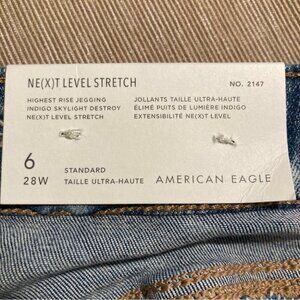 NE(X)T LEVEL STRETCH
NO. 2147
HIGHEST RISE JEGGING
INDIGO SKYLIGHT DESTROY
NE(X)T LEVEL STRETCH
JOLLANTS TAILLE ULTRA-HAUTE
ÉLIMÉ PUITS DE LUMIÈRE INDIGO
EXTENSIBILITÉ NE(X)T LEVEL
6
28W
STANDARD
TAILLE ULTRA-HAUTE
AMERICAN EAGLE